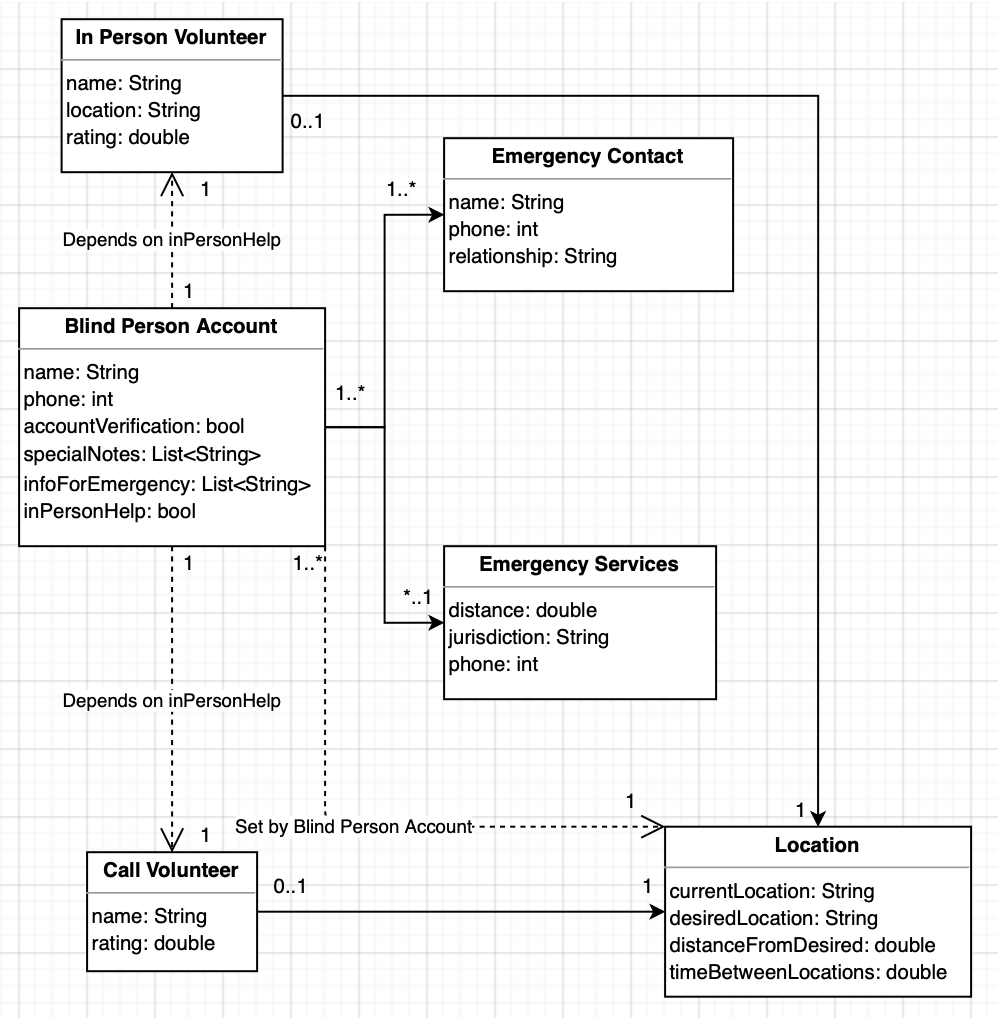 In Person Volunteer
name: String
location: String
rating: double
0..1
1
Depends on inPersonHelp
1
Emergency Contact
1..*
name: String
phone: int
relationship: String
Blind Person Account
name: String
phone: int
accountVerification: bool
specialNotes: List<String>
infoForEmergency: List<String>
inPersonHelp: bool
1..*
1
1..*
Emergency Services
*..1
distance: double
jurisdiction: String
phone: int
Depends on inPersonHelp
Set by Blind Person Account
1
1
1
Call Volunteer
name: String
rating: double
0..1
1
Location
currentLocation: String
desiredLocation: String
distanceFromDesired: double
timeBetweenLocations: double